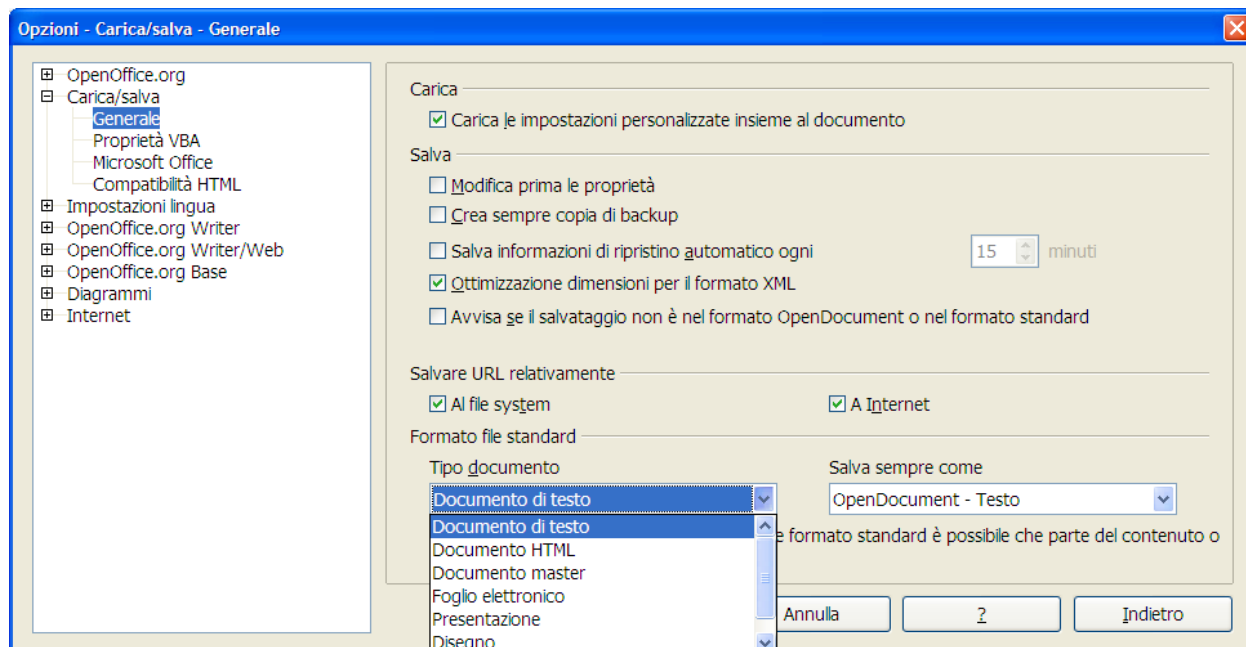 Opzioni - Carica/salva - Generale
OpenOffice.org
Carica/salva
Generale
Proprietà VBA
Microsoft Office
Compatibilità HTML
Impostazioni lingua
OpenOffice.org Writer
OpenOffice.org Writer/Web
OpenOffice.org Base
Diagrammi
Internet
Carica
Carica le impostazioni personalizzate insieme al documento
Salva
Modifica prima le proprietà
Crea sempre copia di backup
Salva informazioni di ripristino automatico ogni 15 minuti
Ottimizzazione dimensioni per il formato XML
Avvisa se il salvataggio non è nel formato OpenDocument o nel formato standard
Salvare URL relativamente
Al file system A Internet
Formato file standard
Tipo documento Salva sempre come
Documento di testo OpenDocument - Testo
Documento di testo
e formato standard è possibile che parte del contenuto o
Documento HTML
Documento master
Foglio elettronico
Presentazione
Disegno
Annulla ? Indietro